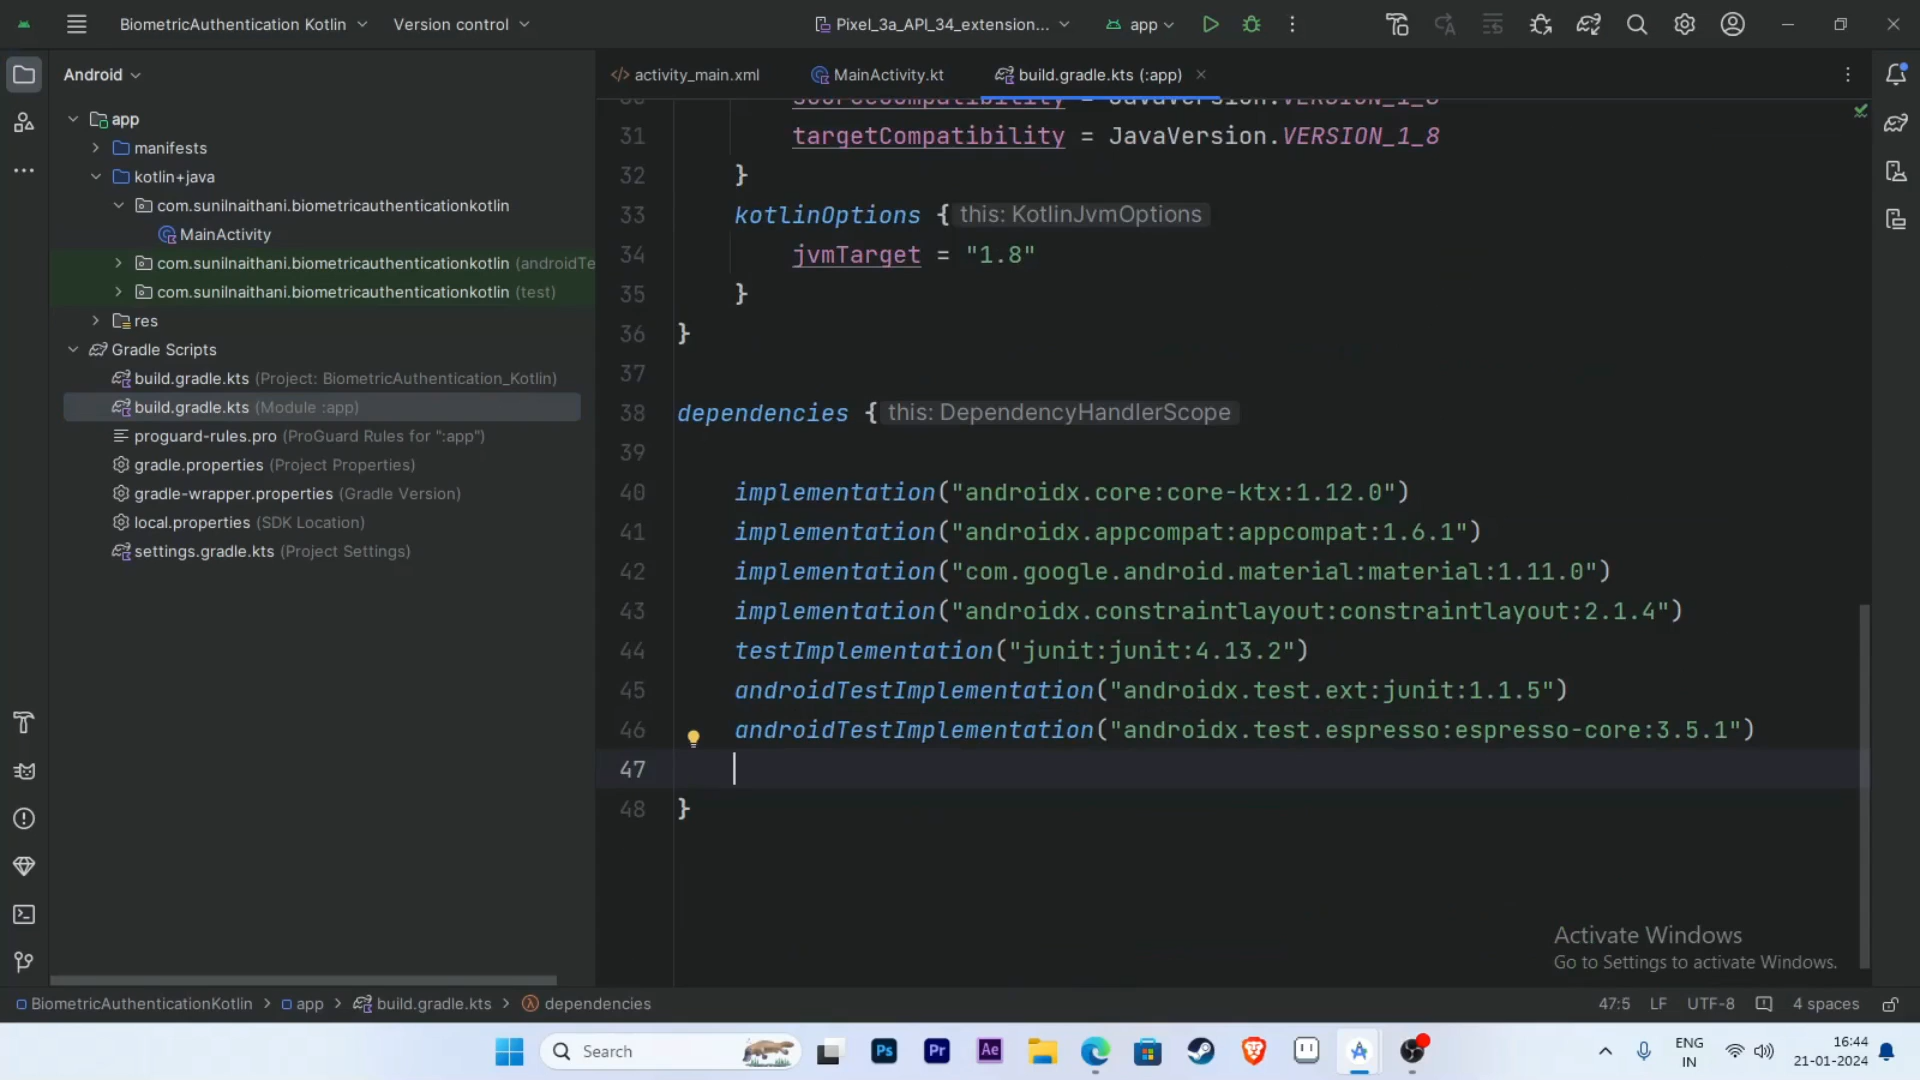 BiometricAuthentication Kotlin
Version control
Pixel_3a_API_34_extension...
app
Android
activity_main.xml
MainActivity.kt
build.gradle.kts (:app)
app
manifests
kotlin+java
com.sunilnaithani.biometricauthenticationkotlin
MainActivity
com.sunilnaithani.biometricauthenticationkotlin (androidTe
com.sunilnaithani.biometricauthenticationkotlin (test)
res
Gradle Scripts
build.gradle.kts (Project: BiometricAuthentication_Kotlin)
build.gradle.kts (Module :app)
proguard-rules.pro (ProGuard Rules for ":app")
gradle.properties (Project Properties)
gradle-wrapper.properties (Gradle Version)
local.properties (SDK Location)
settings.gradle.kts (Project Settings)
30 sourceCompatibility = JavaVersion.VERSION_1_8
31 targetCompatibility = JavaVersion.VERSION_1_8
32 }
33 kotlinOptions { this: KotlinJvmOptions
34 jvmTarget = "1.8"
35 }
36 }
37
38 dependencies { this: DependencyHandlerScope
39
40 implementation("androidx.core:core-ktx:1.12.0")
41 implementation("androidx.appcompat:appcompat:1.6.1")
42 implementation("com.google.android.material:material:1.11.0")
43 implementation("androidx.constraintlayout:constraintlayout:2.1.4")
44 testImplementation("junit:junit:4.13.2")
45 androidTestImplementation("androidx.test.ext:junit:1.1.5")
46 androidTestImplementation("androidx.test.espresso:espresso-core:3.5.1")
47
48 }
Activate Windows
Go to Settings to activate Windows.
BiometricAuthenticationKotlin > app > build.gradle.kts > dependencies
47:5 LF UTF-8 4 spaces
Search
Ps
Pr
Ae
ENG
IN
16:44
21-01-2024